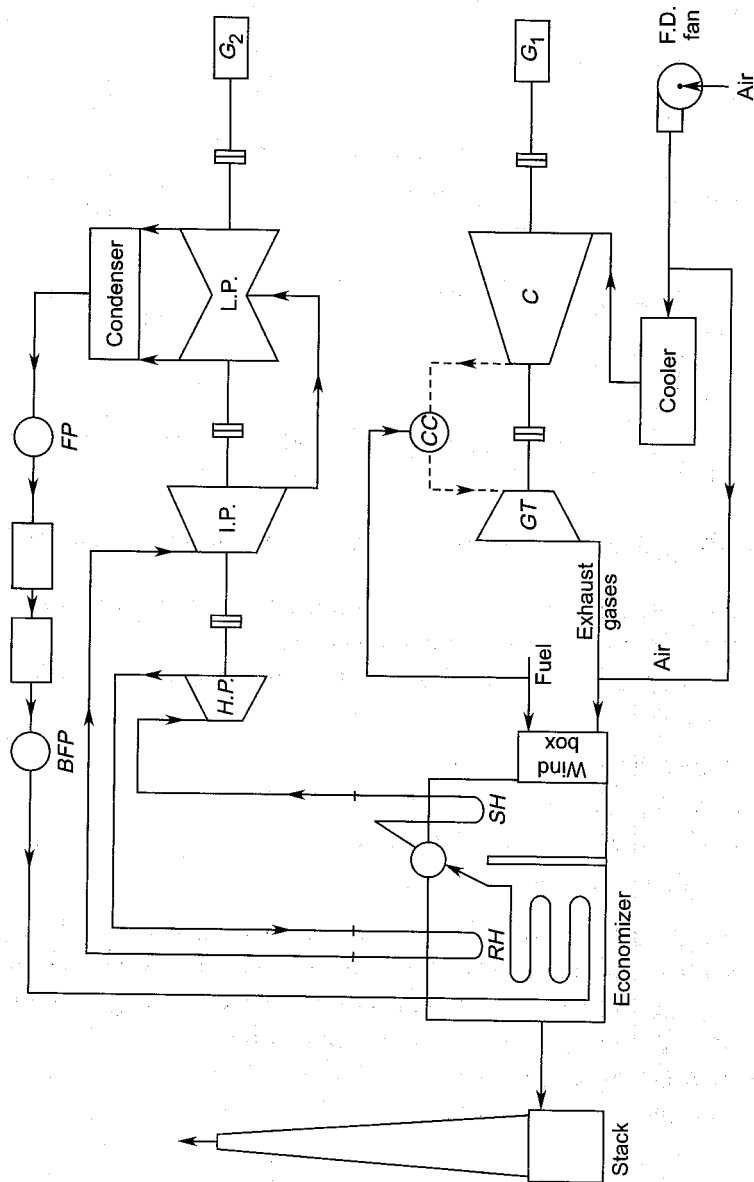 G2
G1
F.D.
fan
Air
Condenser
L.P.
C
Cooler
FP
I.P.
CC
GT
Exhaust
gases
Air
H.P.
Fuel
BFP
Wind
box
SH
RH
Economizer
Stack